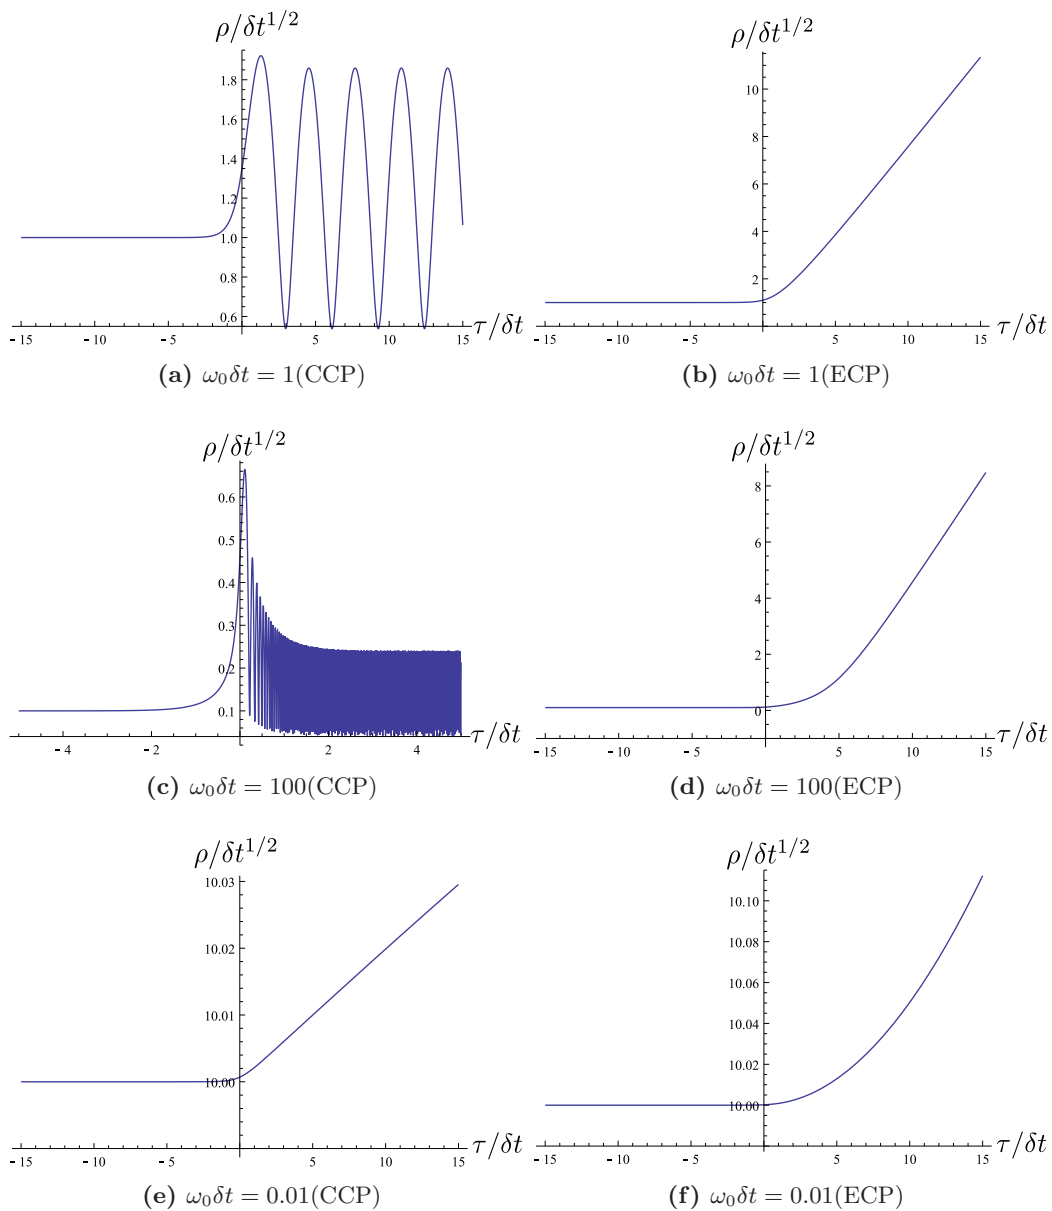 ρ/δt^{1/2}
1.8
1.6
1.4
1.2
1.0
0.8
0.6
-15 -10 -5 5 10 15 τ/δt
(a) ω₀δt = 1(CCP)
ρ/δt^{1/2}
10
8
6
4
2
-15 -10 -5 5 10 15 τ/δt
(b) ω₀δt = 1(ECP)
ρ/δt^{1/2}
0.6
0.5
0.4
0.3
0.2
0.1
-4 -2 2 4 τ/δt
(c) ω₀δt = 100(CCP)
ρ/δt^{1/2}
8
6
4
2
0
-15 -10 -5 5 10 15 τ/δt
(d) ω₀δt = 100(ECP)
ρ/δt^{1/2}
10.03
10.02
10.01
10.00
-15 -10 -5 5 10 15 τ/δt
(e) ω₀δt = 0.01(CCP)
ρ/δt^{1/2}
10.10
10.08
10.06
10.04
10.02
10.00
-15 -10 -5 5 10 15 τ/δt
(f) ω₀δt = 0.01(ECP)